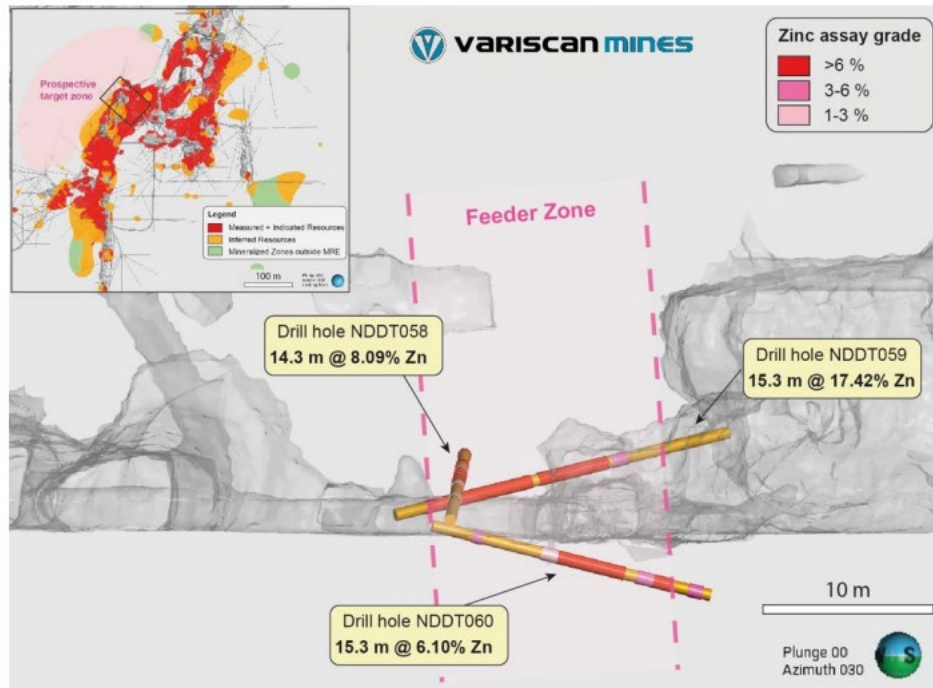 VARISCAN MINES
Prospective
target zone
Legend
Measured + Indicated Resources
Inferred Resources
Mineralized Zones outside MRE
100 m
Plunge
Zinc assay grade
>6 %
3-6 %
1-3 %
Feeder Zone
Drill hole NDDT058
14.3 m @ 8.09% Zn
Drill hole NDDT059
15.3 m @ 17.42% Zn
Drill hole NDDT060
15.3 m @ 6.10% Zn
10 m
Plunge 00
Azimuth 030
S